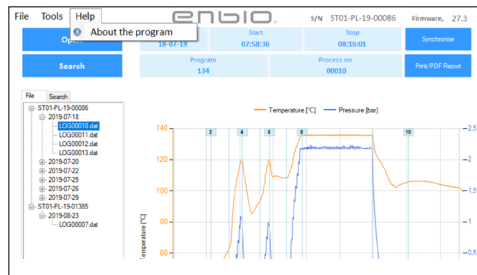 File Tools Help
enbio.
S/N ST01-PL-19-00086 Firmware, 27.3
About the program
Start
Stop
18-07-19
07:58:36
08:16:01
Synchronise
Search
Program
134
Process no.
00010
Print/PDF Report
File Search
ST01-PL-19-00086
2019-07-18
LOG00010.dat
LOG00011.dat
LOG00012.dat
LOG00013.dat
2019-07-20
2019-07-22
2019-07-25
2019-07-26
2019-07-29
ST01-PL-19-01385
2019-08-23
LOG00007.dat
Temperature [°C] Pressure [bar]
2 4 6 8 10
140
120
100
80
60
2,5
2
1,5
1
0,5